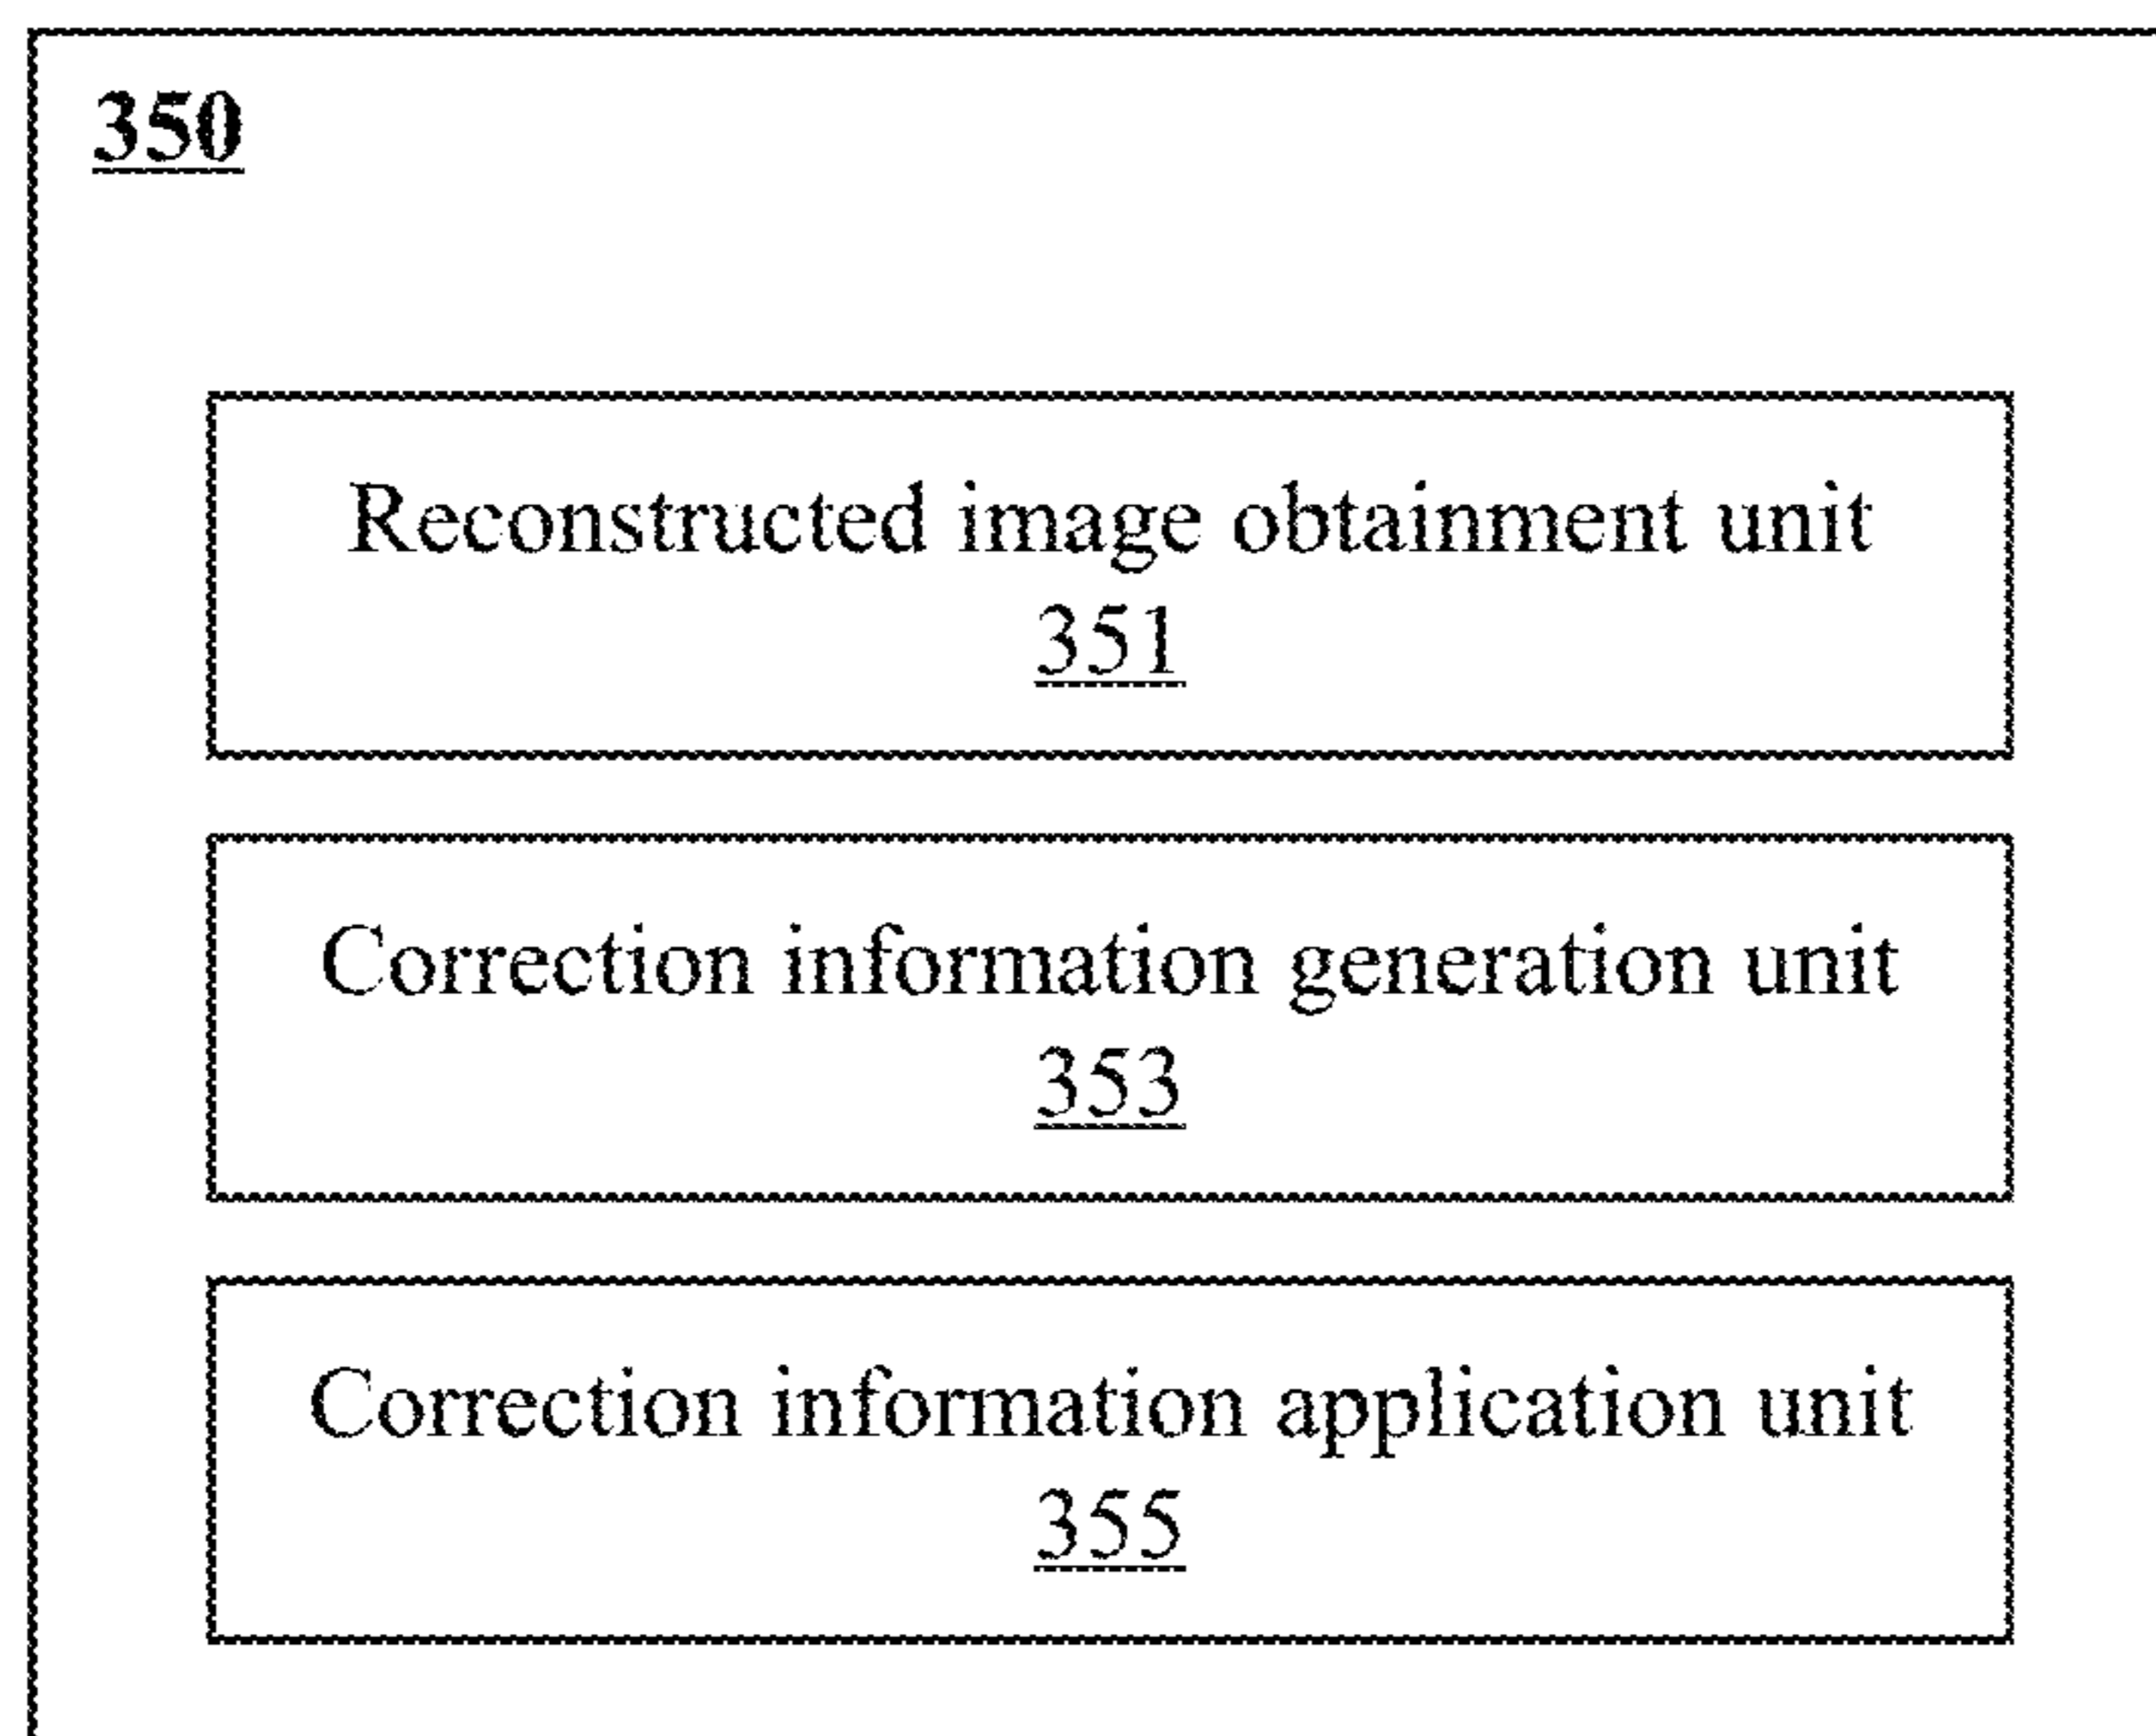 350
Reconstructed image obtainment unit
351
Correction information generation unit
353
Correction information application unit
355